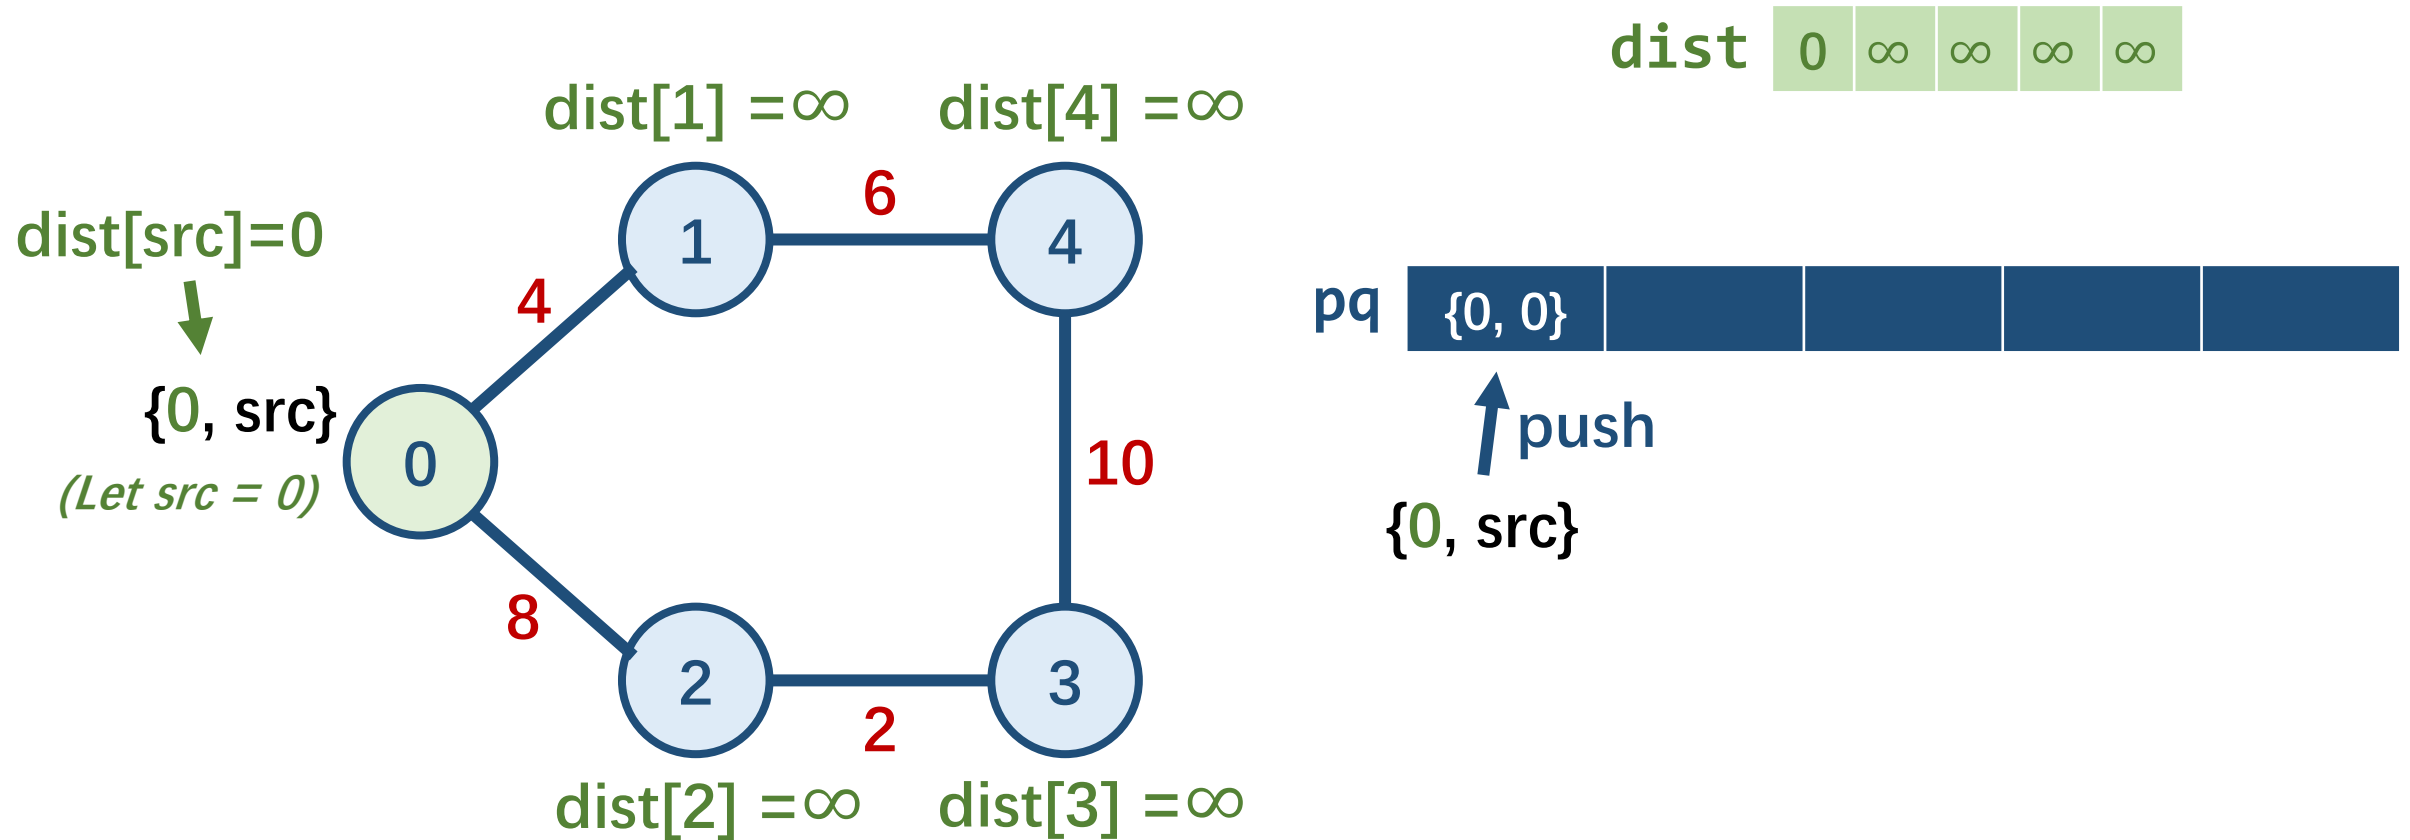 dist 0 ∞ ∞ ∞ ∞
dist[1] =∞
dist[4] =∞
6
dist[src]=0
1
4
4
pq {0, 0}
{0, src}
push
0
10
(Let src = 0)
{0, src}
8
2
3
2
dist[2] =∞
dist[3] =∞